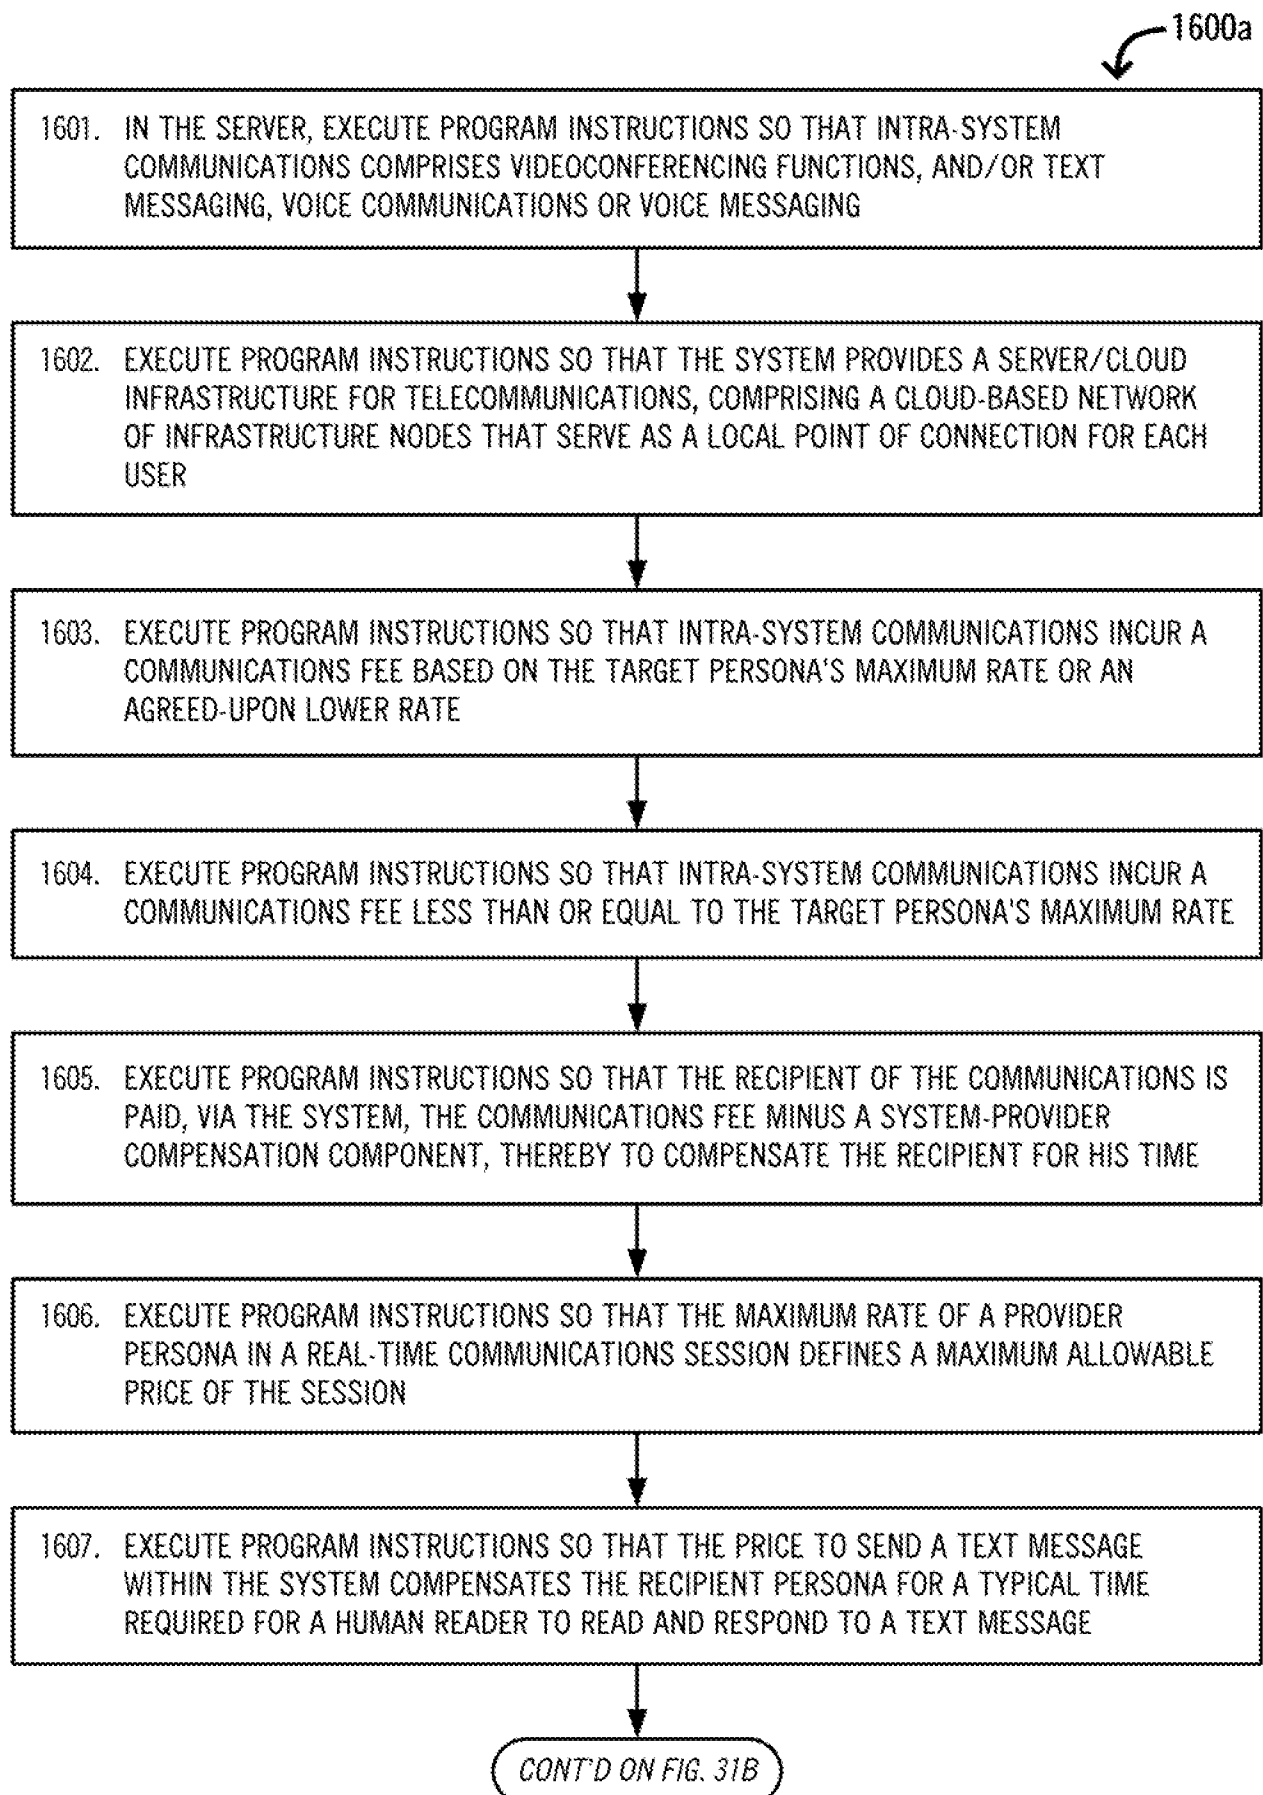 1600a
1601. IN THE SERVER, EXECUTE PROGRAM INSTRUCTIONS SO THAT INTRA-SYSTEM
COMMUNICATIONS COMPRISES VIDEOCONFERENCING FUNCTIONS, AND/OR TEXT
MESSAGING, VOICE COMMUNICATIONS OR VOICE MESSAGING
1602. EXECUTE PROGRAM INSTRUCTIONS SO THAT THE SYSTEM PROVIDES A SERVER/CLOUD
INFRASTRUCTURE FOR TELECOMMUNICATIONS, COMPRISING A CLOUD-BASED NETWORK
OF INFRASTRUCTURE NODES THAT SERVE AS A LOCAL POINT OF CONNECTION FOR EACH
USER
1603. EXECUTE PROGRAM INSTRUCTIONS SO THAT INTRA-SYSTEM COMMUNICATIONS INCUR A
COMMUNICATIONS FEE BASED ON THE TARGET PERSONA'S MAXIMUM RATE OR AN
AGREED-UPON LOWER RATE
1604. EXECUTE PROGRAM INSTRUCTIONS SO THAT INTRA-SYSTEM COMMUNICATIONS INCUR A
COMMUNICATIONS FEE LESS THAN OR EQUAL TO THE TARGET PERSONA'S MAXIMUM RATE
1605. EXECUTE PROGRAM INSTRUCTIONS SO THAT THE RECIPIENT OF THE COMMUNICATIONS IS
PAID, VIA THE SYSTEM, THE COMMUNICATIONS FEE MINUS A SYSTEM-PROVIDER
COMPENSATION COMPONENT, THEREBY TO COMPENSATE THE RECIPIENT FOR HIS TIME
1606. EXECUTE PROGRAM INSTRUCTIONS SO THAT THE MAXIMUM RATE OF A PROVIDER
PERSONA IN A REAL-TIME COMMUNICATIONS SESSION DEFINES A MAXIMUM ALLOWABLE
PRICE OF THE SESSION
1607. EXECUTE PROGRAM INSTRUCTIONS SO THAT THE PRICE TO SEND A TEXT MESSAGE
WITHIN THE SYSTEM COMPENSATES THE RECIPIENT PERSONA FOR A TYPICAL TIME
REQUIRED FOR A HUMAN READER TO READ AND RESPOND TO A TEXT MESSAGE
CONT'D ON FIG. 31B